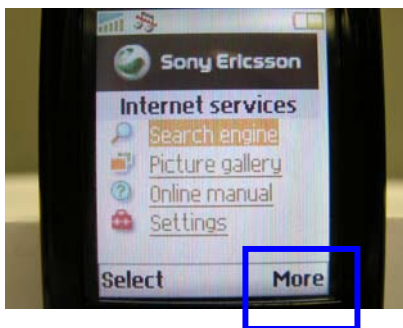 Sony Ericsson
Internet services
Search engine
Picture gallery
Online manual
Settings
Select More